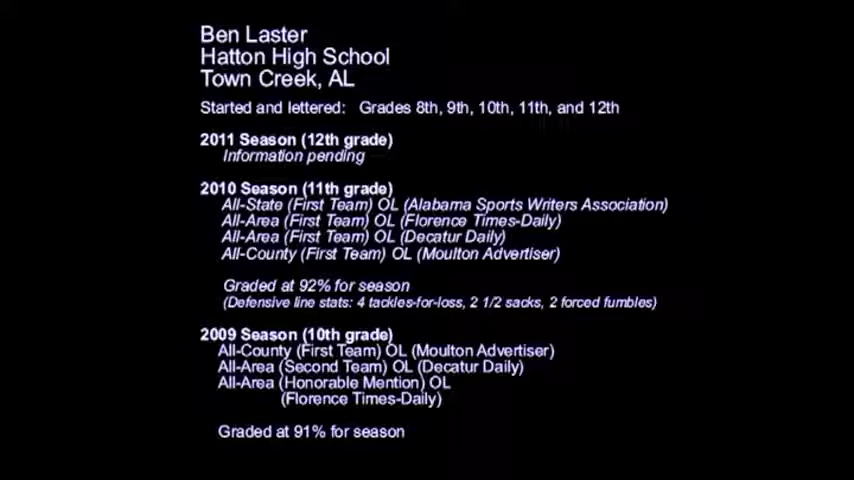 Ben Laster
Hatton High School
Town Creek, AL
Started and lettered: Grades 8th, 9th, 10th, 11th, and 12th
2011 Season (12th grade)
Information pending
2010 Season (11th grade)
All-State (First Team) OL (Alabama Sports Writers Association)
All-Area (First Team) OL (Florence Times-Daily)
All-Area (First Team) OL (Decatur Daily)
All-County (First Team) OL (Moulton Advertiser)
Graded at 92% for season
(Defensive line stats: 4 tackles-for-loss, 2 1/2 sacks, 2 forced fumbles)
2009 Season (10th grade)
All-County (First Team) OL (Moulton Advertiser)
All-Area (Second Team) OL (Decatur Daily)
All-Area (Honorable Mention) OL
(Florence Times-Daily)
Graded at 91% for season